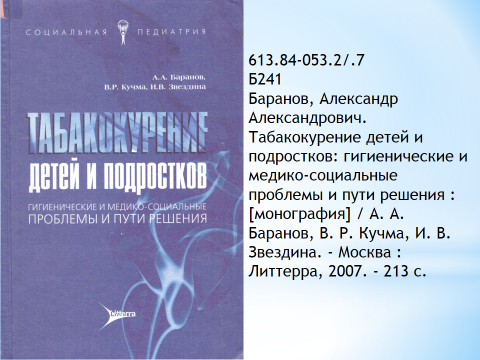 СОЦИАЛЬНАЯ ПЕДИАТРИЯ
А.А. Баранов,
В.Р. Кучма, И.В. Звездина
ТАБАКОКУРЕНИЕ
детей и подростков
ГИГИЕНИЧЕСКИЕ И МЕДИКО-СОЦИАЛЬНЫЕ
ПРОБЛЕМЫ И ПУТИ РЕШЕНИЯ
Litterra
613.84-053.2/.7
Б241
Баранов, Александр
Александрович.
Табакокурение детей и
подростков: гигиенические и
медико-социальные
проблемы и пути решения :
[монография] / А. А.
Баранов, В. Р. Кучма, И. В.
Звездина. - Москва :
Литтерра, 2007. - 213 с.